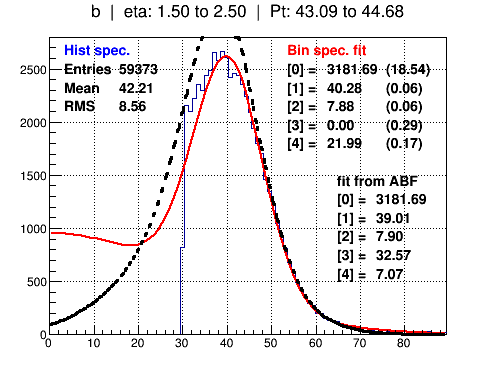 b | eta: 1.50 to 2.50 | Pt: 43.09 to 44.68
Hist spec.
Entries 59373
Mean 42.21
RMS 8.56
Bin spec. fit
[0] = 3181.69 (18.54)
[1] = 40.28 (0.06)
[2] = 7.88 (0.06)
[3] = 0.00 (0.29)
[4] = 21.99 (0.17)
fit from ABF
[0] = 3181.69
[1] = 39.01
[2] = 7.90
[3] = 32.57
[4] = 7.07
2500
2000
1500
1000
500
0
0 10 20 30 40 50 60 70 80